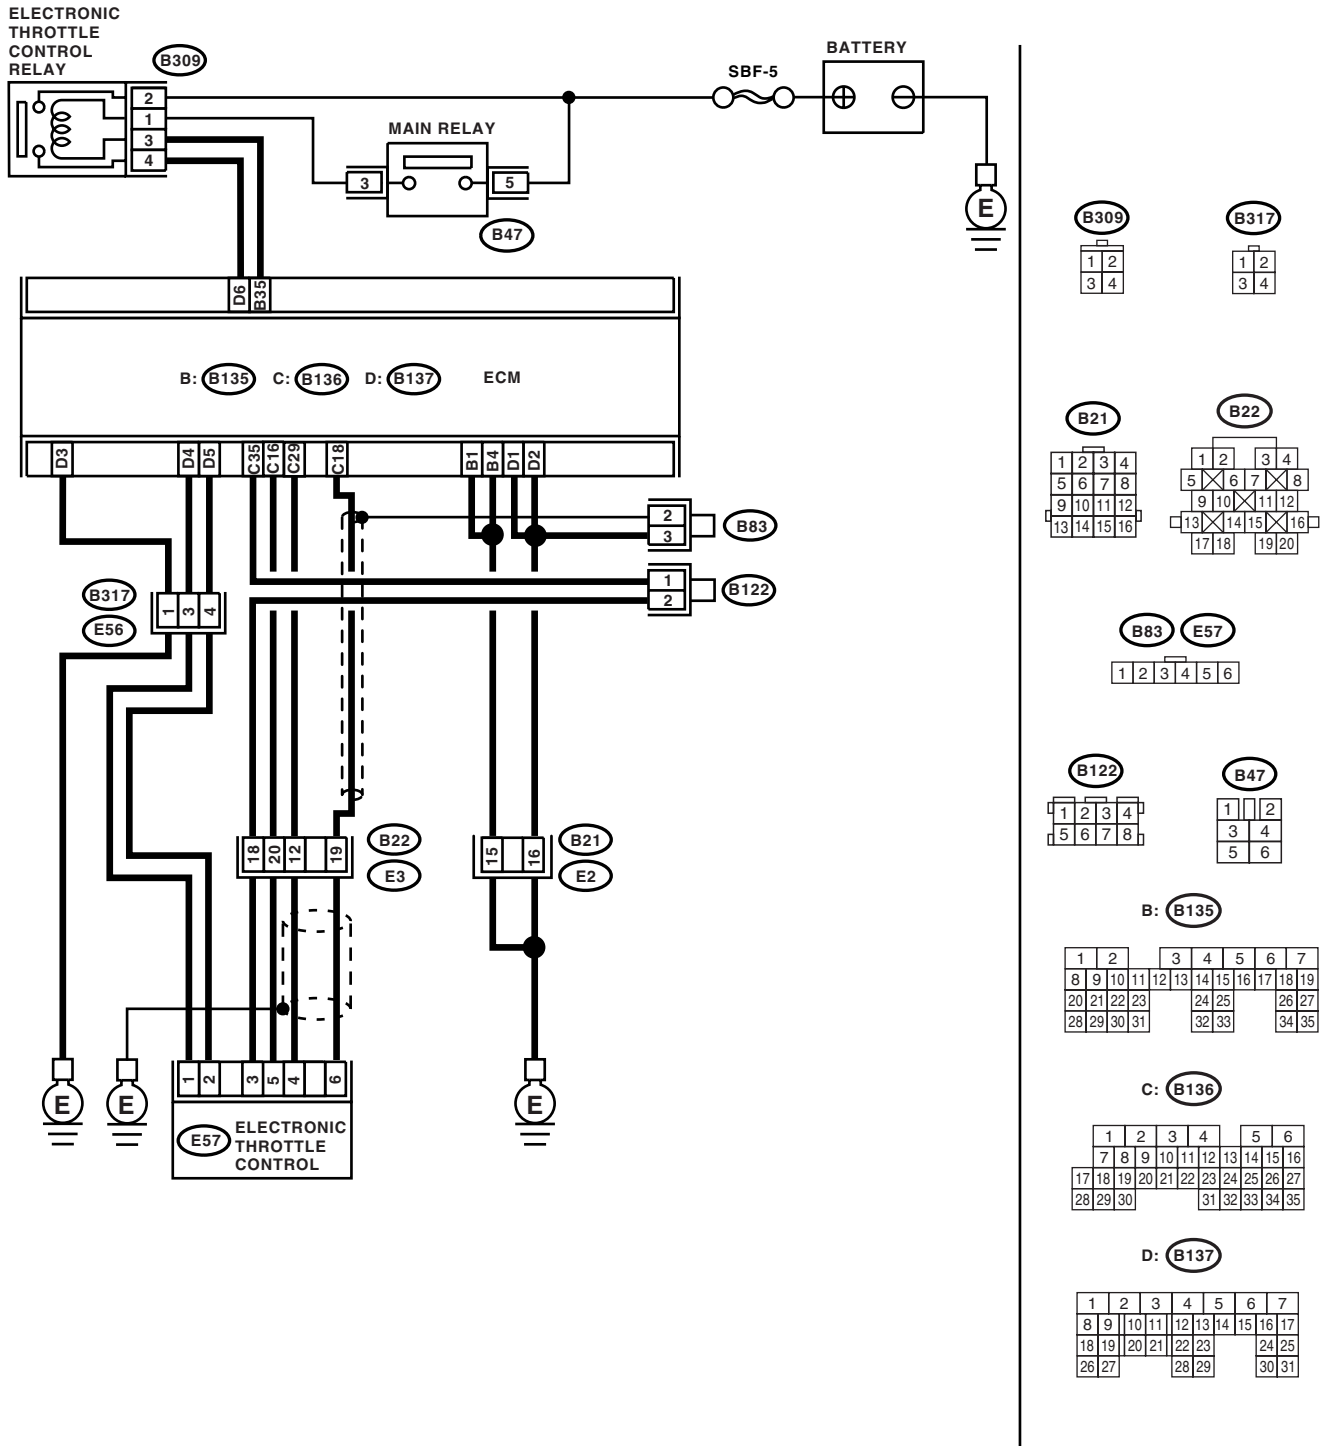 ELECTRONIC
THROTTLE
CONTROL
RELAY
B309
2
1
3
4
SBF-5
BATTERY
MAIN RELAY
3
5
B47
E
D6 B35
B: B135 C: B136 D: B137 ECM
D3 D4 D5 C35 C16 C29 C18 B1 B4 D1 D2
2
3
B83
1
2
B122
B317
E56
1 3 4
18 20 12 19
B22
E3
15 16
B21
E2
1 2 3 5 4 6
E
E
E
E57
ELECTRONIC
THROTTLE
CONTROL
B309
1 2
3 4
B317
1 2
3 4
B21
1 2 3 4
5 6 7 8
9 10 11 12
13 14 15 16
B22
1 2 3 4
5 6 7 8
9 10 11 12
13 14 15 16
17 18 19 20
B83 E57
1 2 3 4 5 6
B122
1 2 3 4
5 6 7 8
B47
1 2
3 4
5 6
B: B135
1 2 3 4 5 6 7
8 9 10 11 12 13 14 15 16 17 18 19
20 21 22 23 24 25 26 27
28 29 30 31 32 33 34 35
C: B136
1 2 3 4 5 6
7 8 9 10 11 12 13 14 15 16
17 18 19 20 21 22 23 24 25 26 27
28 29 30 31 32 33 34 35
D: B137
1 2 3 4 5 6 7
8 9 10 11 12 13 14 15 16 17
18 19 20 21 22 23 24 25
26 27 28 29 30 31